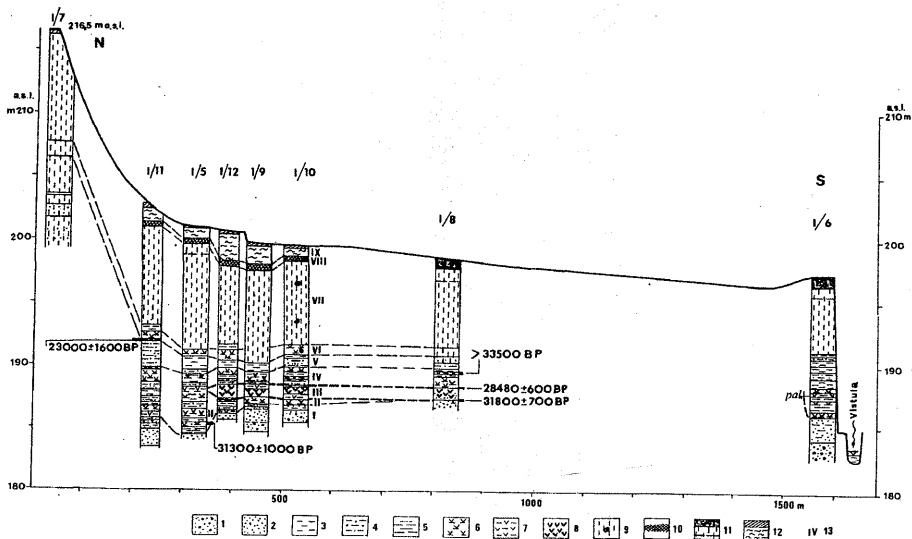 I/7
216,5 m a.s.l.
N
a.s.l.
m 210
a.s.l.
210 m
I/11 I/5 I/12 I/9 I/10
I/8
S
I/6
200
200
IX
VIII
VII
VI
V
IV
III
II
I
II
23000±1600 BP
33500 BP
28480±600 BP
31800±700 BP
31300±1000 BP
190
190
pal.
Vistula
180
180
500
1000
1500 m
1 2 3 4 5 6 7 8 9 10 11 12 IV 13